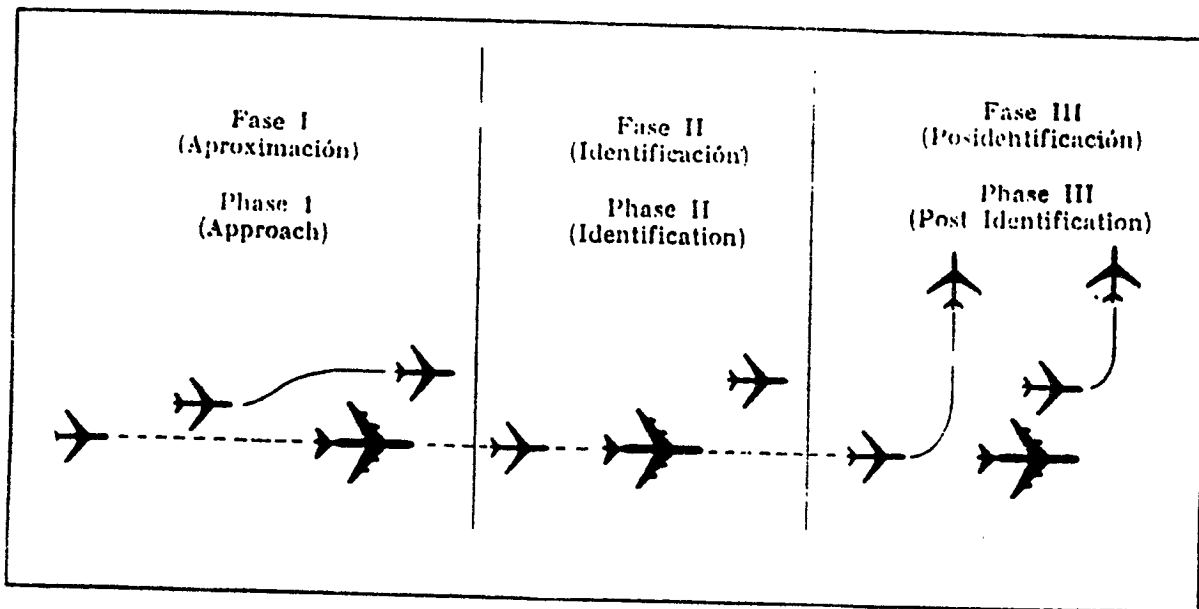 Fase I
(Aproximación)
Phase I
(Approach)
Fase II
(Identificación)
Phase II
(Identification)
Fase III
(Posidentificación)
Phase III
(Post Identification)